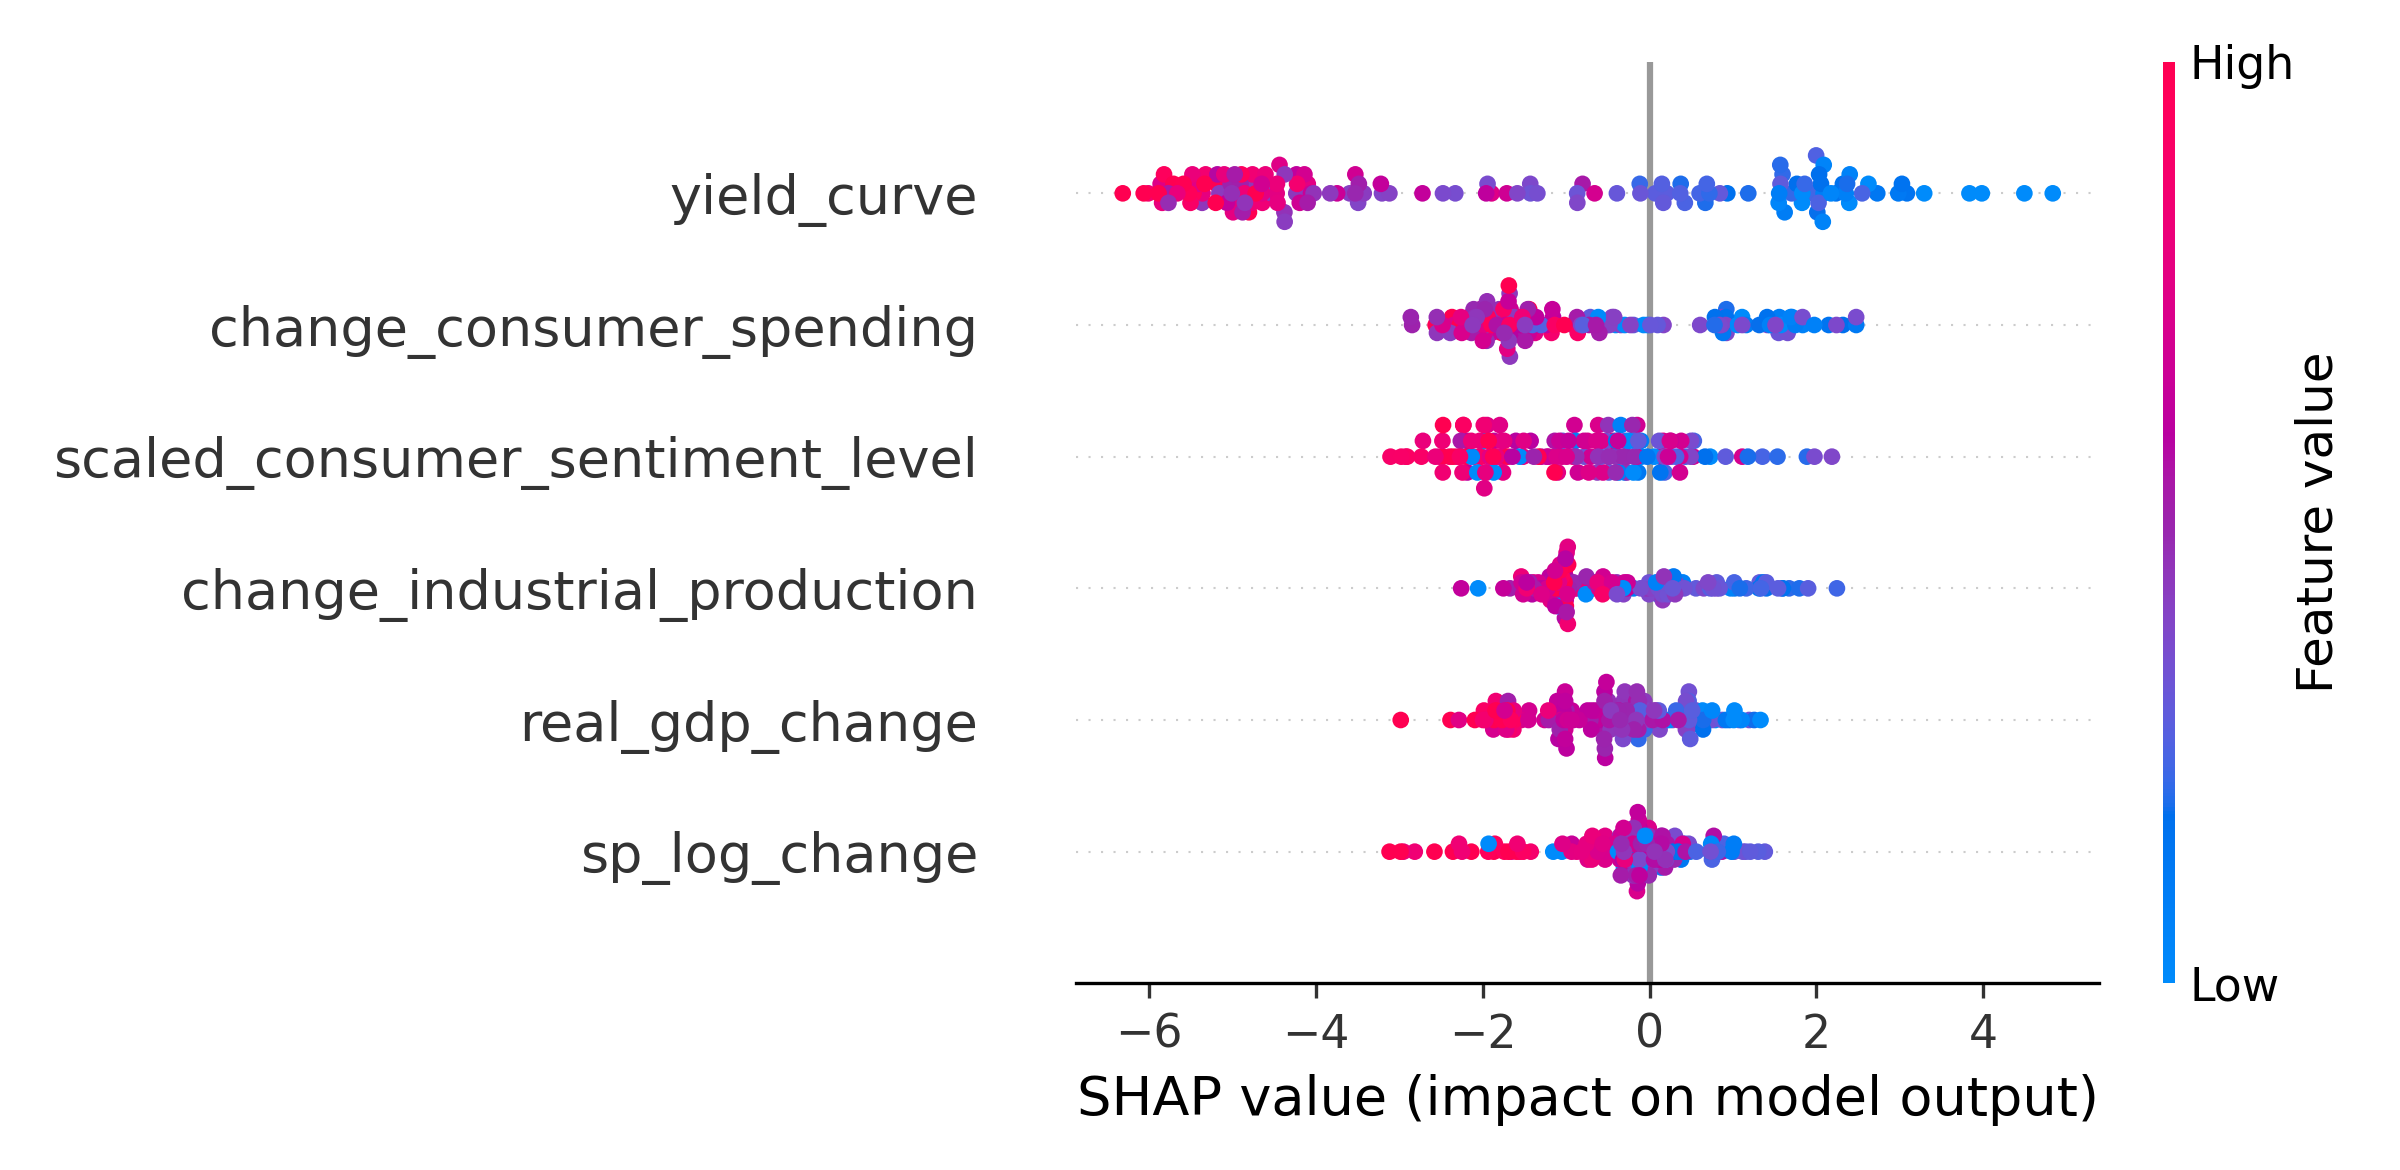 High
yield_curve
change_consumer_spending
scaled_consumer_sentiment_level
change_industrial_production
real_gdp_change
sp_log_change
Feature value
Low
−6 −4 −2 0 2 4
SHAP value (impact on model output)